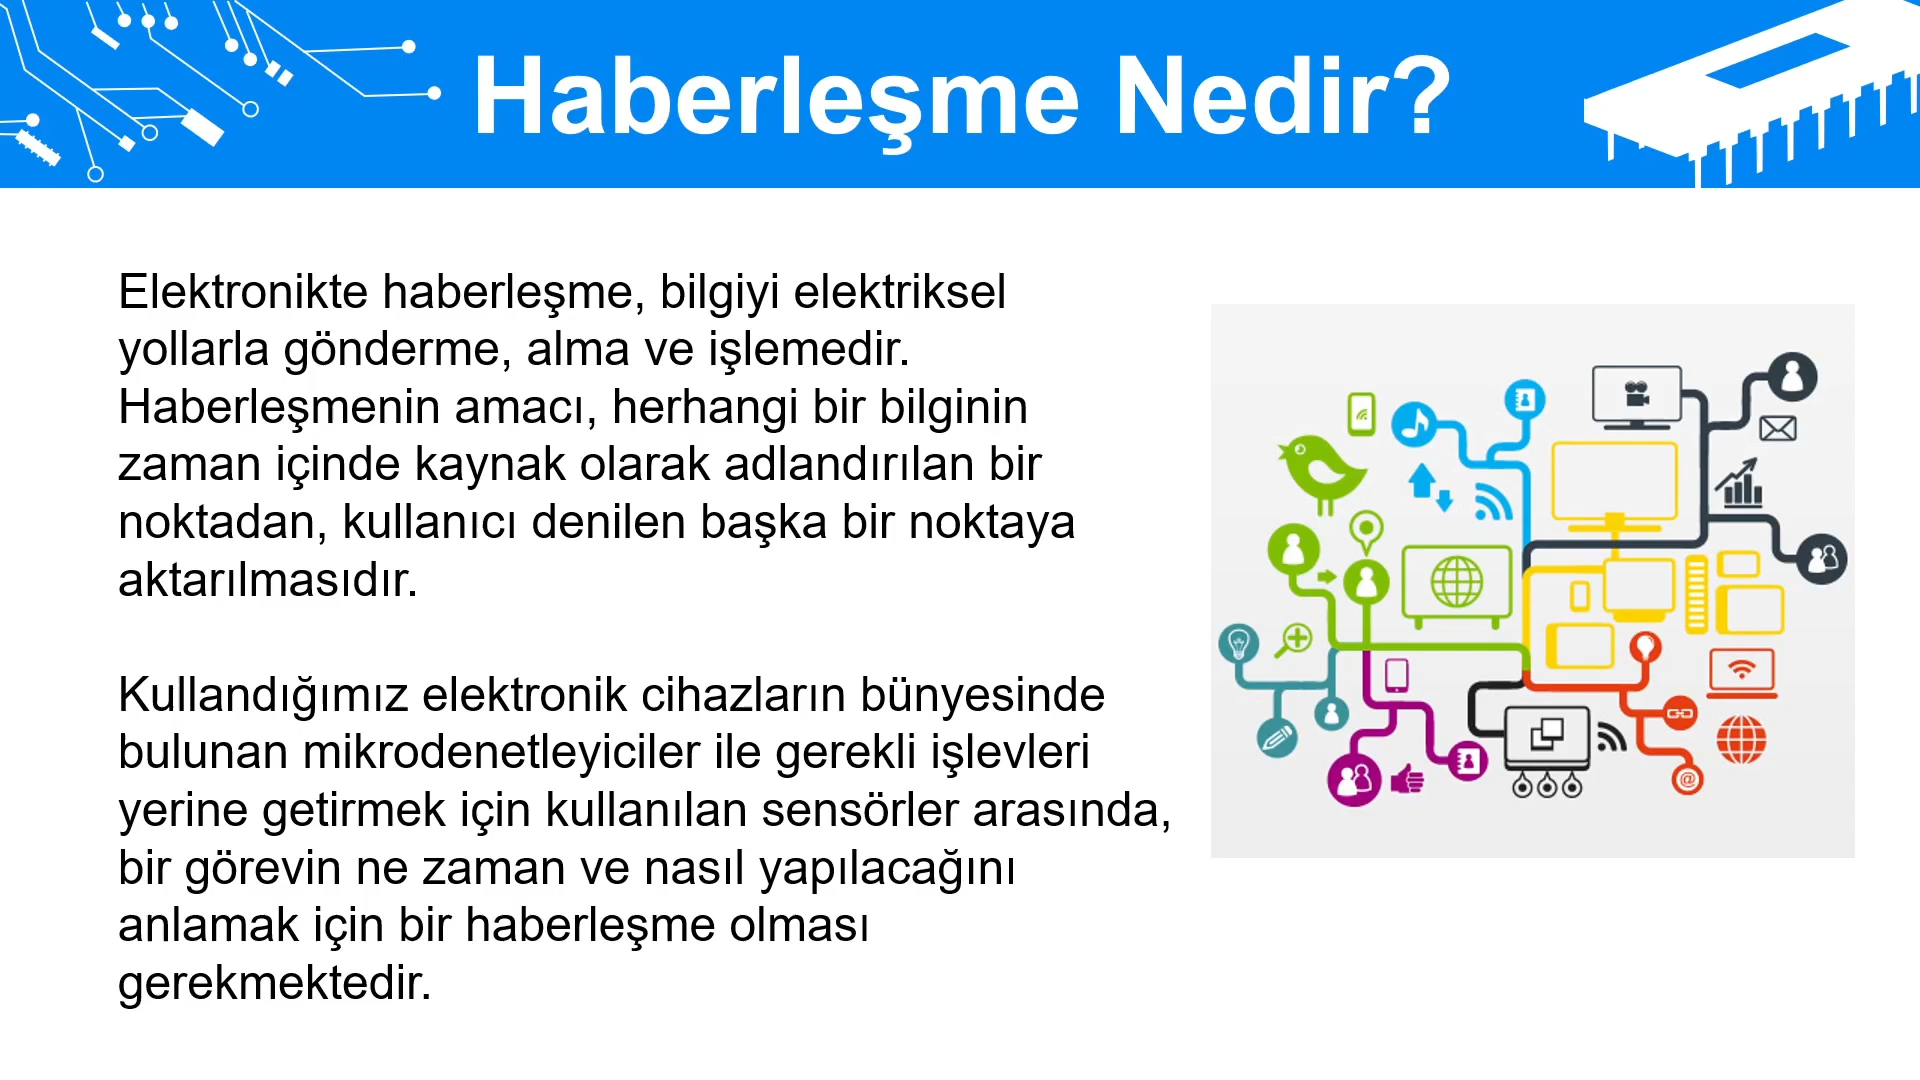 Haberleşme Nedir?
Elektronikte haberleşme, bilgiyi elektriksel
yollarla gönderme, alma ve işlemedir.
Haberleşmenin amacı, herhangi bir bilginin
zaman içinde kaynak olarak adlandırılan bir
noktadan, kullanıcı denilen başka bir noktaya
aktarılmasıdır.
Kullandığımız elektronik cihazların bünyesinde
bulunan mikrodenetleyiciler ile gerekli işlevleri
yerine getirmek için kullanılan sensörler arasında,
bir görevin ne zaman ve nasıl yapılacağını
anlamak için bir haberleşme olması
gerekmektedir.
@